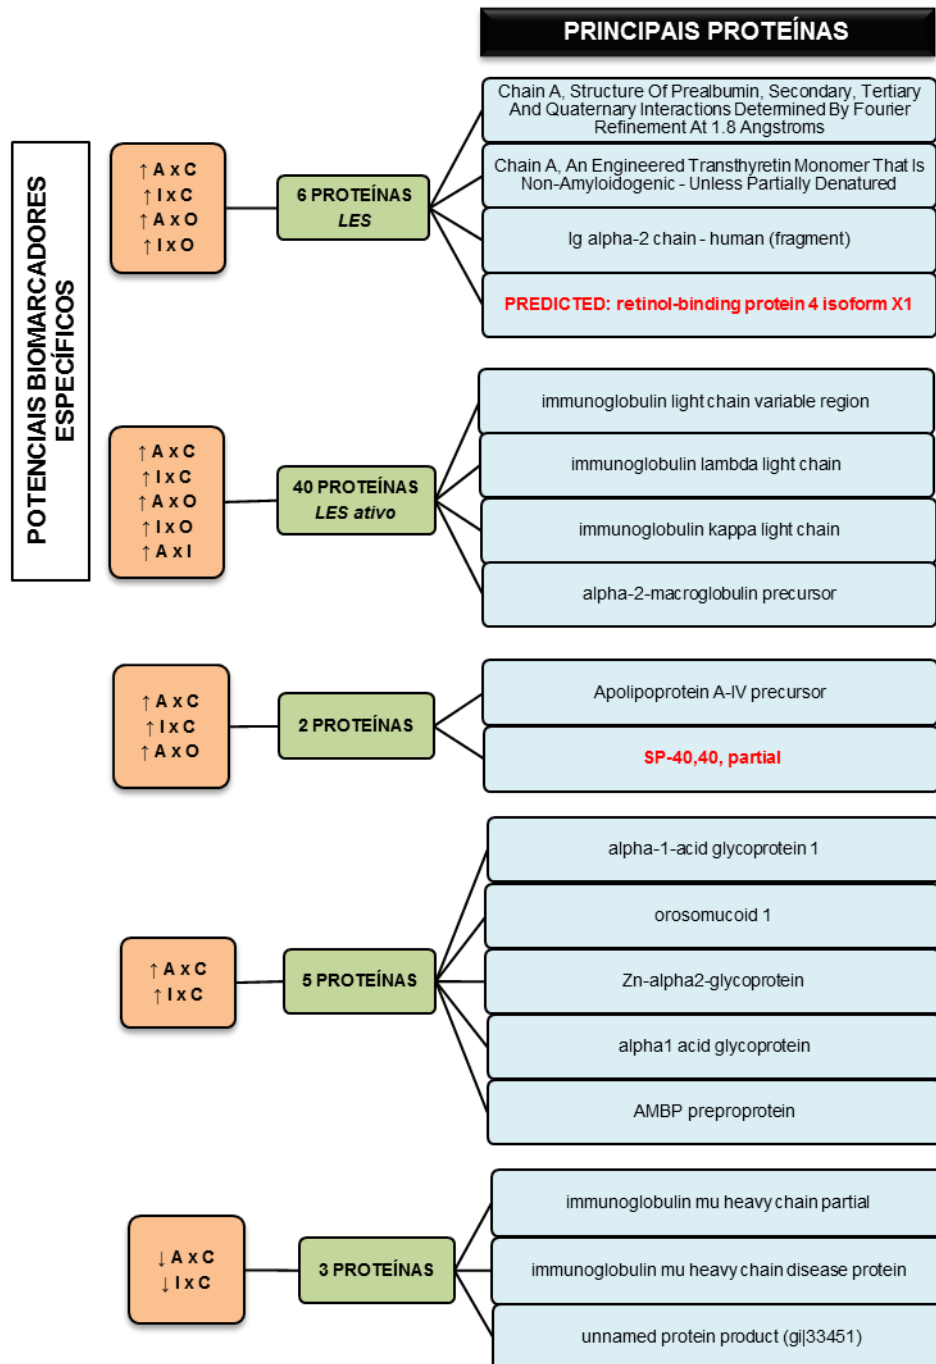 PRINCIPAIS PROTEÍNAS
POTENCIAIS BIOMARCADORES
ESPECÍFICOS
↑ A x C
↑ I x C
↑ A x O
↑ I x O
6 PROTEÍNAS
LES
Chain A, Structure Of Prealbumin, Secondary, Tertiary
And Quaternary Interactions Determined By Fourier
Refinement At 1.8 Angstroms
Chain A, An Engineered Transthyretin Monomer That Is
Non-Amyloidogenic - Unless Partially Denatured
Ig alpha-2 chain - human (fragment)
PREDICTED: retinol-binding protein 4 isoform X1
↑ A x C
↑ I x C
↑ A x O
↑ I x O
↑ A x I
40 PROTEÍNAS
LES ativo
immunoglobulin light chain variable region
immunoglobulin lambda light chain
immunoglobulin kappa light chain
alpha-2-macroglobulin precursor
↑ A x C
↑ I x C
↑ A x O
2 PROTEÍNAS
Apolipoprotein A-IV precursor
SP-40,40, partial
↑ A x C
↑ I x C
5 PROTEÍNAS
alpha-1-acid glycoprotein 1
orosomucoid 1
Zn-alpha2-glycoprotein
alpha1 acid glycoprotein
AMBP preproprotein
↓ A x C
↓ I x C
3 PROTEÍNAS
immunoglobulin mu heavy chain partial
immunoglobulin mu heavy chain disease protein
unnamed protein product (gi|33451)